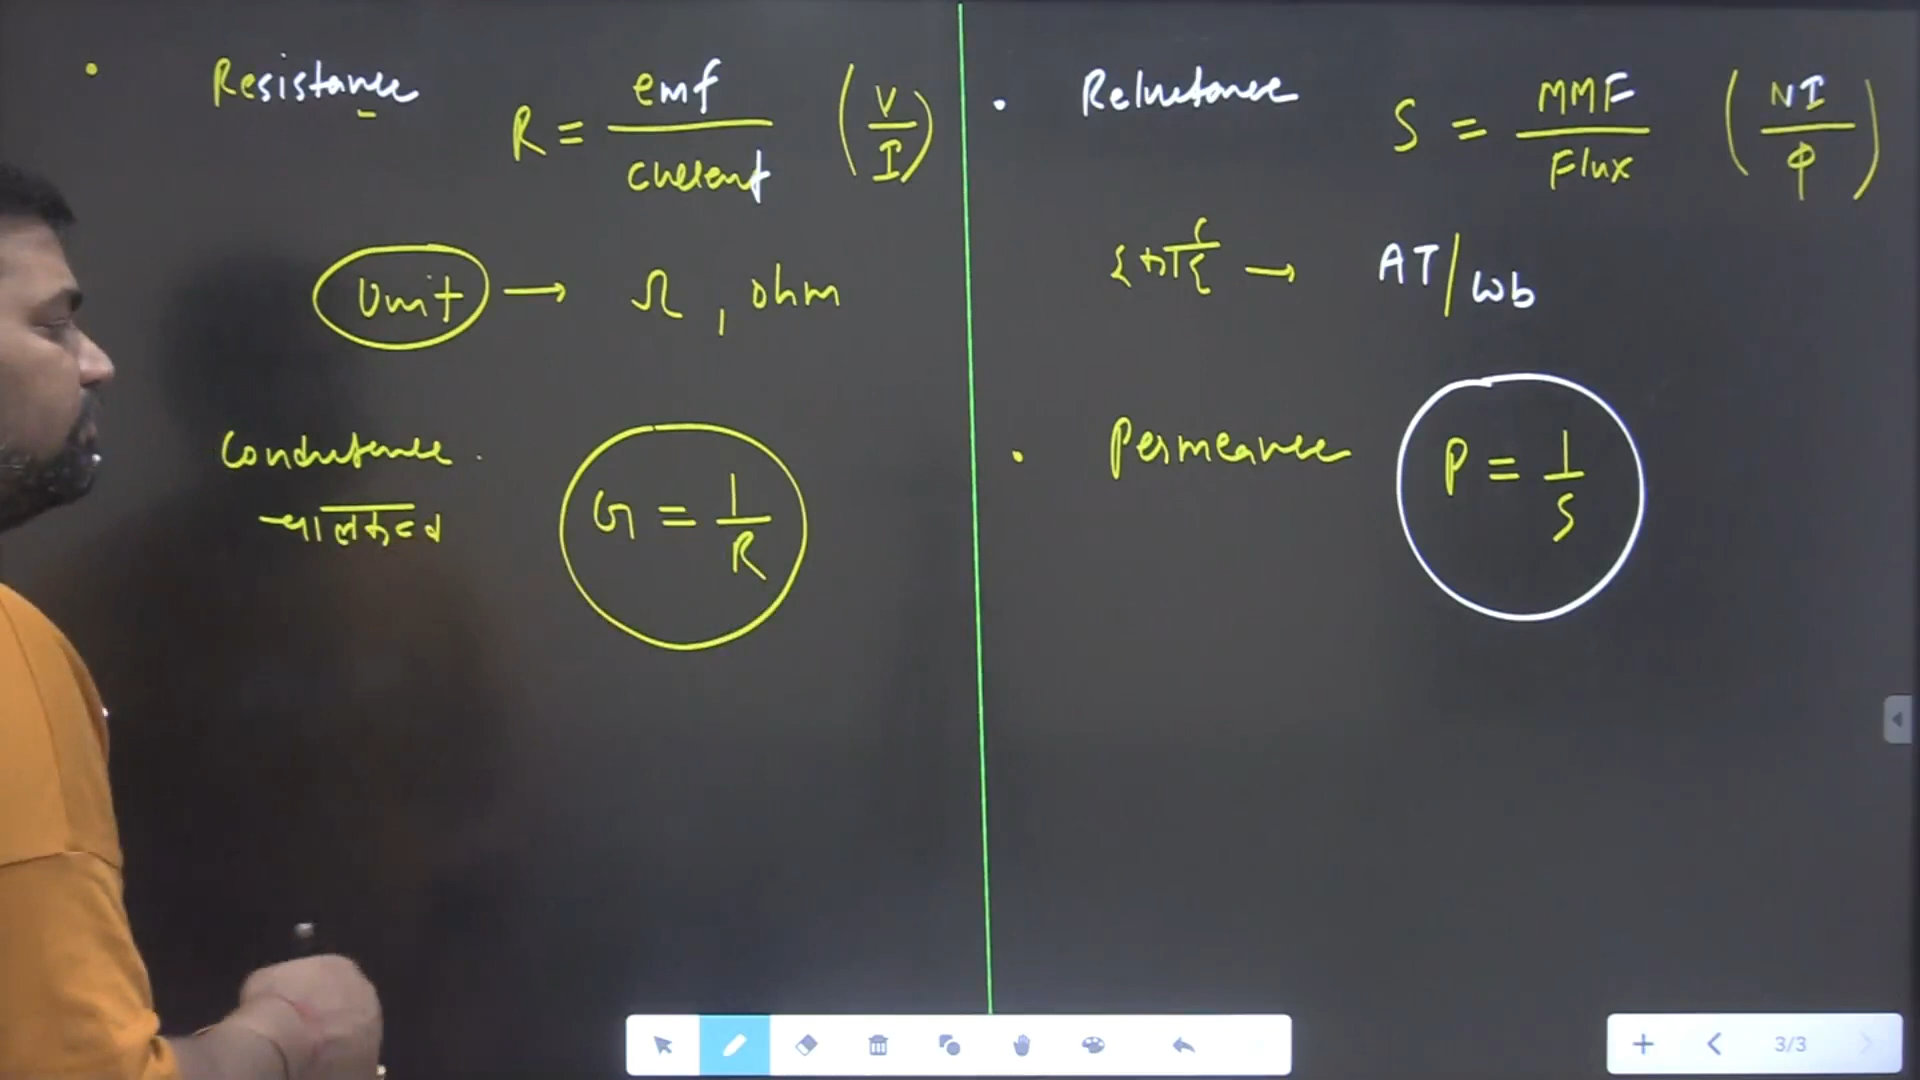 Resistance R = emf / current (V/I)
Unit → Ω, ohm
Conductance
चालकत्व G = 1/R
Reluctance S = MMF / Flux (NI/Φ)
इकाई → AT/Wb
Permeance P = 1/S
3/3